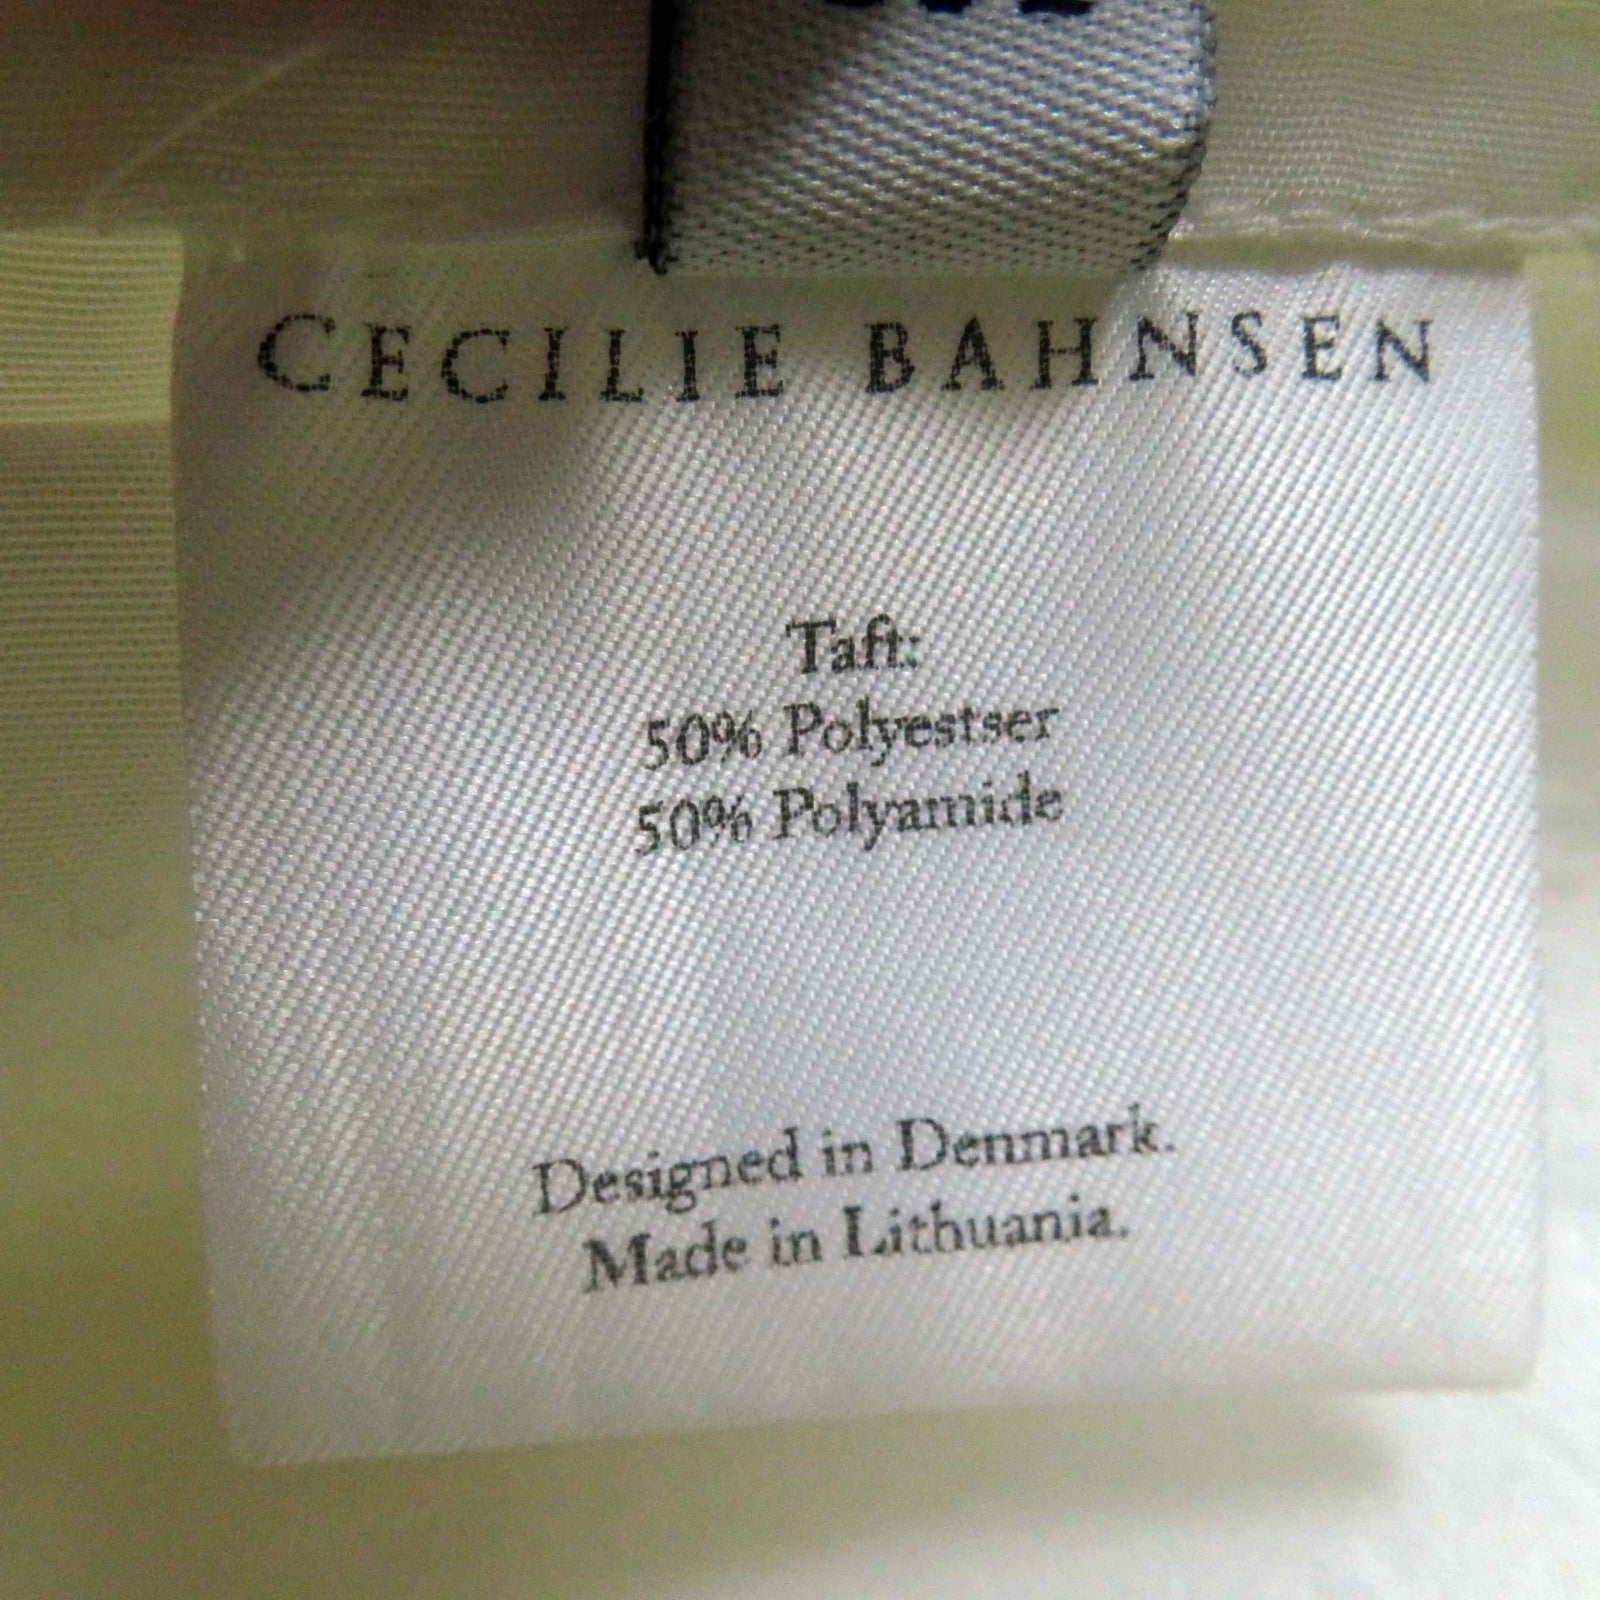 CECILIE BAHNSEN
Taft:
50% Polyestser
50% Polyamide
Designed in Denmark.
Made in Lithuania.